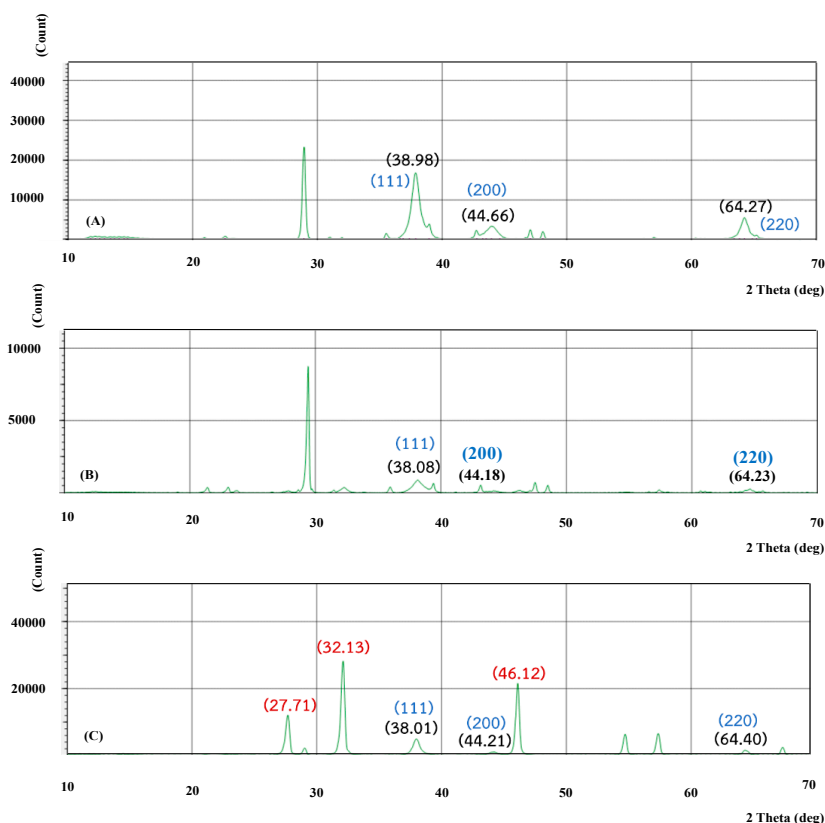 (Count)
40000
30000
20000
10000
(38.98)
(111)
(200)
(44.66)
(64.27)
(220)
(A)
10 20 30 40 50 60 70
2 Theta (deg)
(Count)
10000
5000
(111)
(38.08)
(200)
(44.18)
(220)
(64.23)
(B)
10 20 30 40 50 60 70
2 Theta (deg)
(Count)
40000
20000
(32.13)
(27.71)
(46.12)
(111)
(38.01)
(200)
(44.21)
(220)
(64.40)
(C)
10 20 30 40 50 60 70
2 Theta (deg)